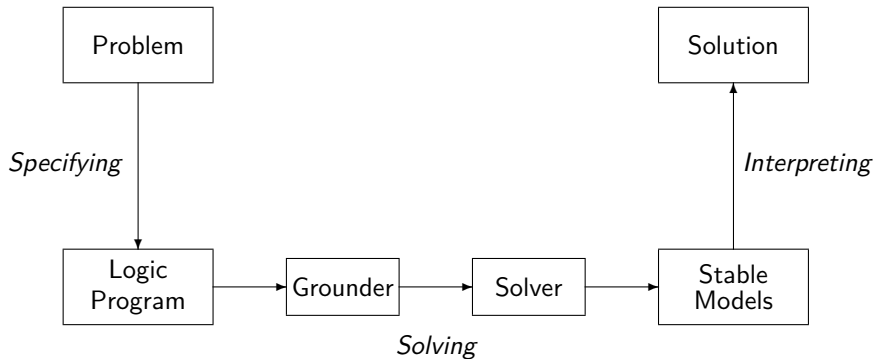 Problem
Solution
Specifying
Interpreting
Logic
Program
Grounder
Solver
Stable
Models
Solving